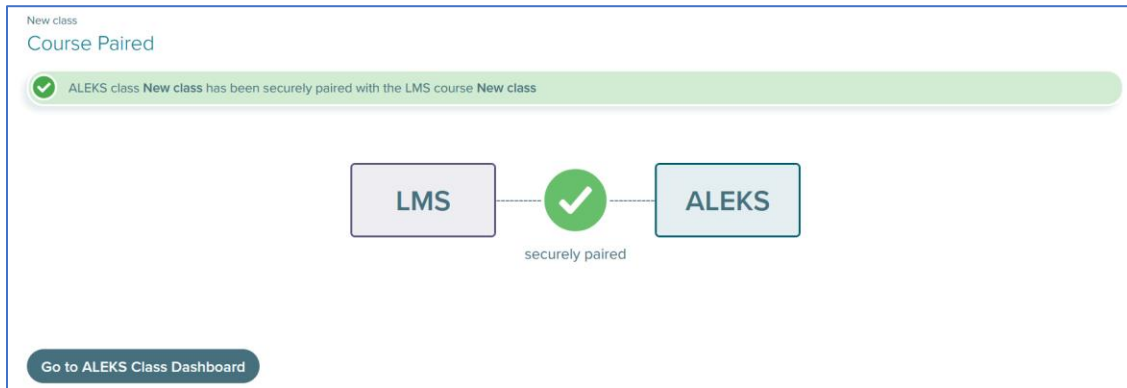 New class
Course Paired
ALEKS class New class has been securely paired with the LMS course New class
LMS
ALEKS
securely paired
Go to ALEKS Class Dashboard